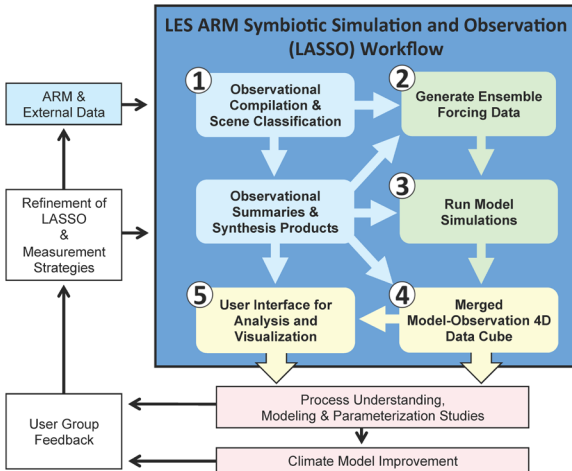 LES ARM Symbiotic Simulation and Observation
(LASSO) Workflow
ARM &
External Data
1
Observational
Compilation &
Scene Classification
2
Generate Ensemble
Forcing Data
Refinement of
LASSO
&
Measurement
Strategies
Observational
Summaries &
Synthesis Products
3
Run Model
Simulations
5
User Interface for
Analysis and
Visualization
4
Merged
Model-Observation 4D
Data Cube
User Group
Feedback
Process Understanding,
Modeling & Parameterization Studies
Climate Model Improvement